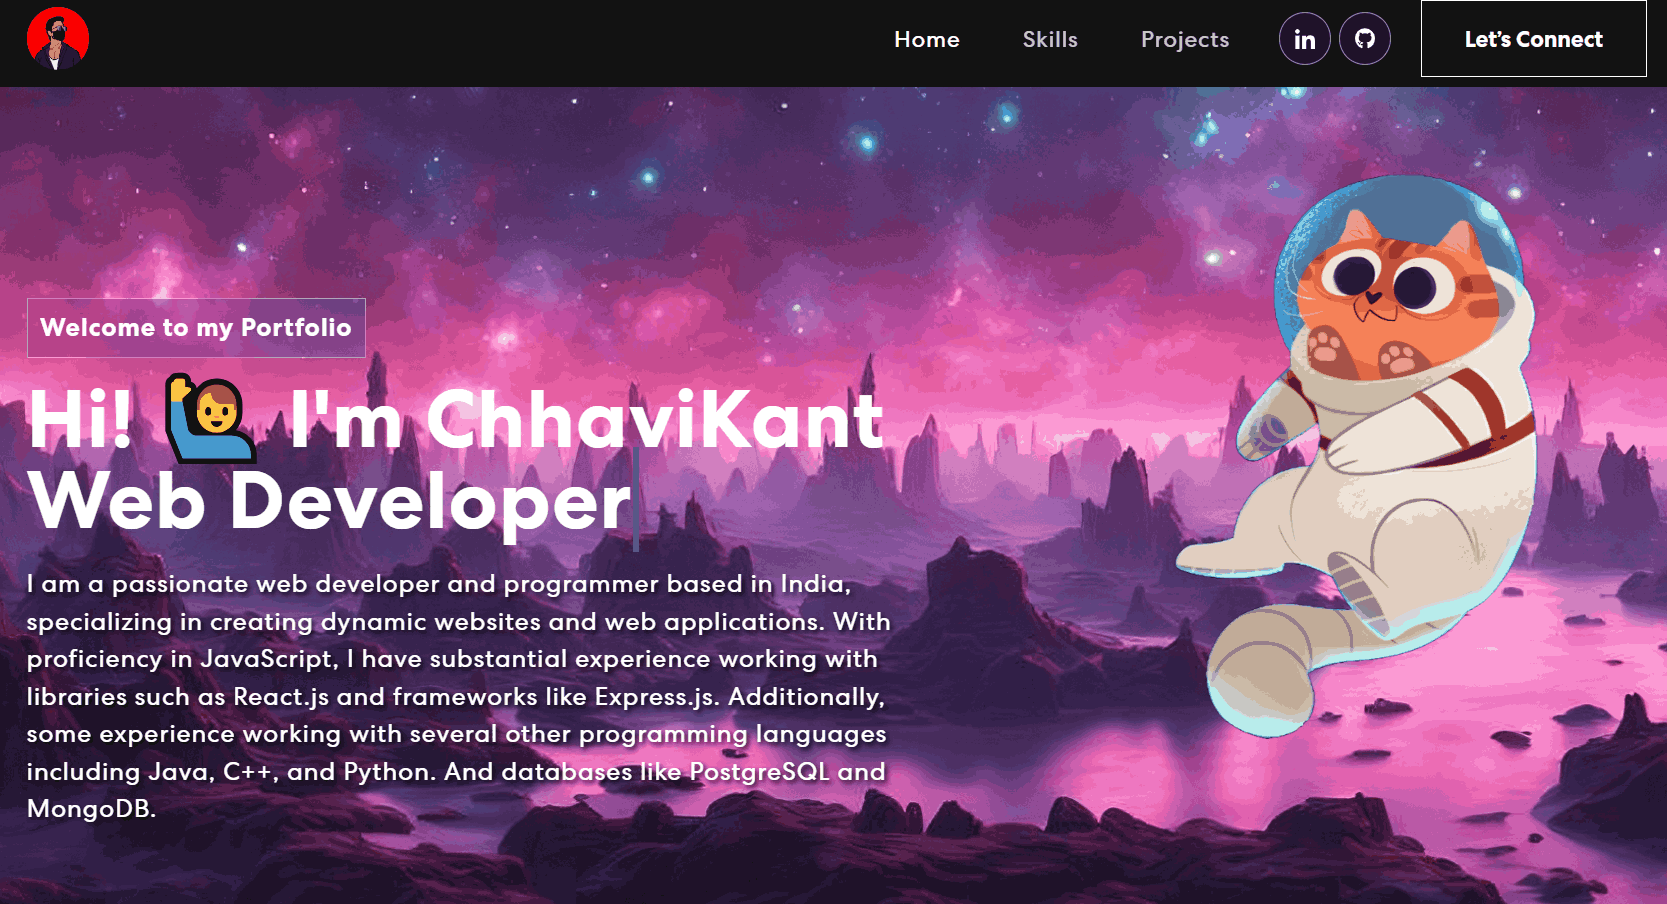 Home Skills Projects in Let's Connect
Welcome to my Portfolio
Hi! 🙋‍♂️ I'm ChhaviKant
Web Developer
I am a passionate web developer and programmer based in India,
specializing in creating dynamic websites and web applications. With
proficiency in JavaScript, I have substantial experience working with
libraries such as React.js and frameworks like Express.js. Additionally,
some experience working with several other programming languages
including Java, C++, and Python. And databases like PostgreSQL and
MongoDB.